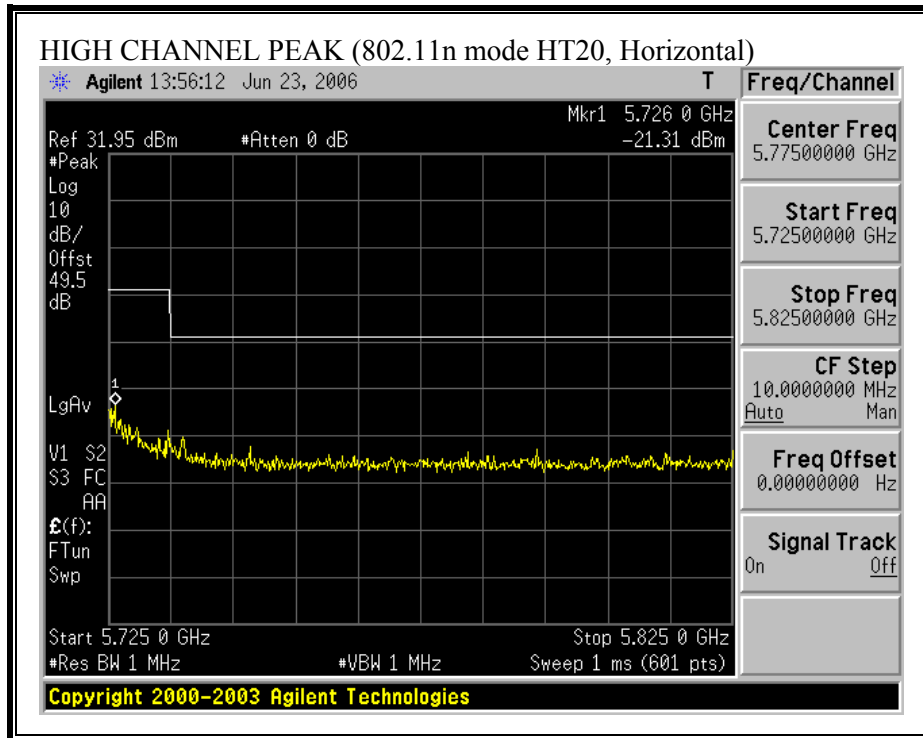 HIGH CHANNEL PEAK (802.11n mode HT20, Horizontal)
Agilent 13:56:12 Jun 23, 2006 T
Mkr1 5.726 0 GHz
Ref 31.95 dBm #Atten 0 dB -21.31 dBm
#Peak
Log
10
dB/
Offst
49.5
dB
1
LgAv
V1 S2
S3 FC
AA
£(f):
FTun
Swp
Start 5.725 0 GHz Stop 5.825 0 GHz
#Res BW 1 MHz #VBW 1 MHz Sweep 1 ms (601 pts)
Copyright 2000-2003 Agilent Technologies
Freq/Channel
Center Freq
5.77500000 GHz
Start Freq
5.72500000 GHz
Stop Freq
5.82500000 GHz
CF Step
10.0000000 MHz
Auto Man
Freq Offset
0.00000000 Hz
Signal Track
On Off